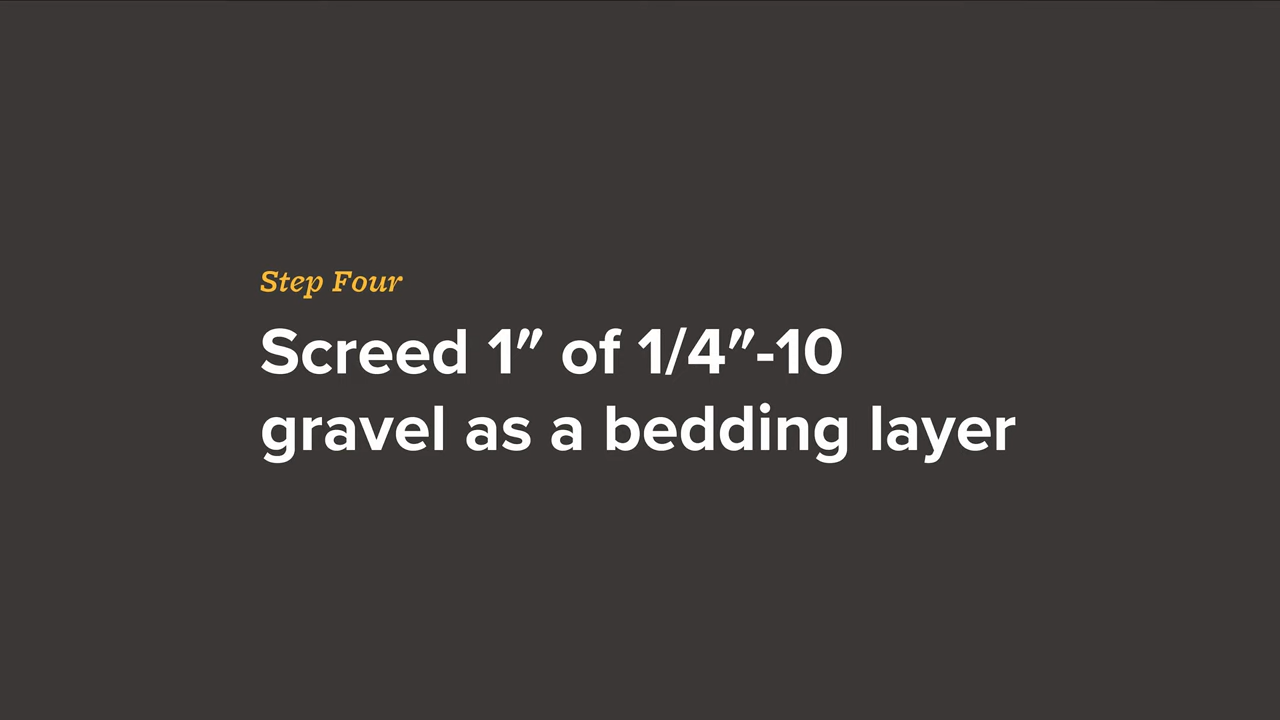 Step Four
Screed 1″ of 1/4″-10
gravel as a bedding layer